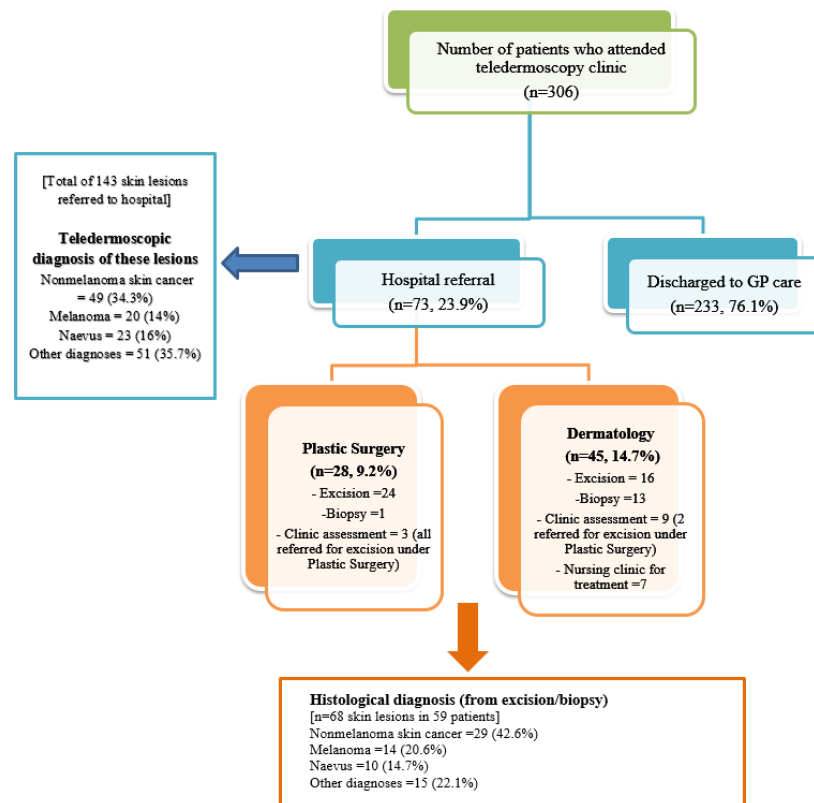 Number of patients who attended
teledermoscopy clinic
(n=306)
[Total of 143 skin lesions
referred to hospital]
Teledermoscopic
diagnosis of these lesions
Nonmelanoma skin cancer
= 49 (34.3%)
Melanoma = 20 (14%)
Naevus = 23 (16%)
Other diagnoses = 51 (35.7%)
Hospital referral
(n=73, 23.9%)
Discharged to GP care
(n=233, 76.1%)
Plastic Surgery
(n=28, 9.2%)
- Excision =24
-Biopsy =1
- Clinic assessment = 3 (all
referred for excision under
Plastic Surgery)
Dermatology
(n=45, 14.7%)
- Excision = 16
-Biopsy =13
- Clinic assessment = 9 (2
referred for excision under
Plastic Surgery)
- Nursing clinic for
treatment =7
Histological diagnosis (from excision/biopsy)
[n=68 skin lesions in 59 patients]
Nonmelanoma skin cancer =29 (42.6%)
Melanoma =14 (20.6%)
Naevus =10 (14.7%)
Other diagnoses =15 (22.1%)